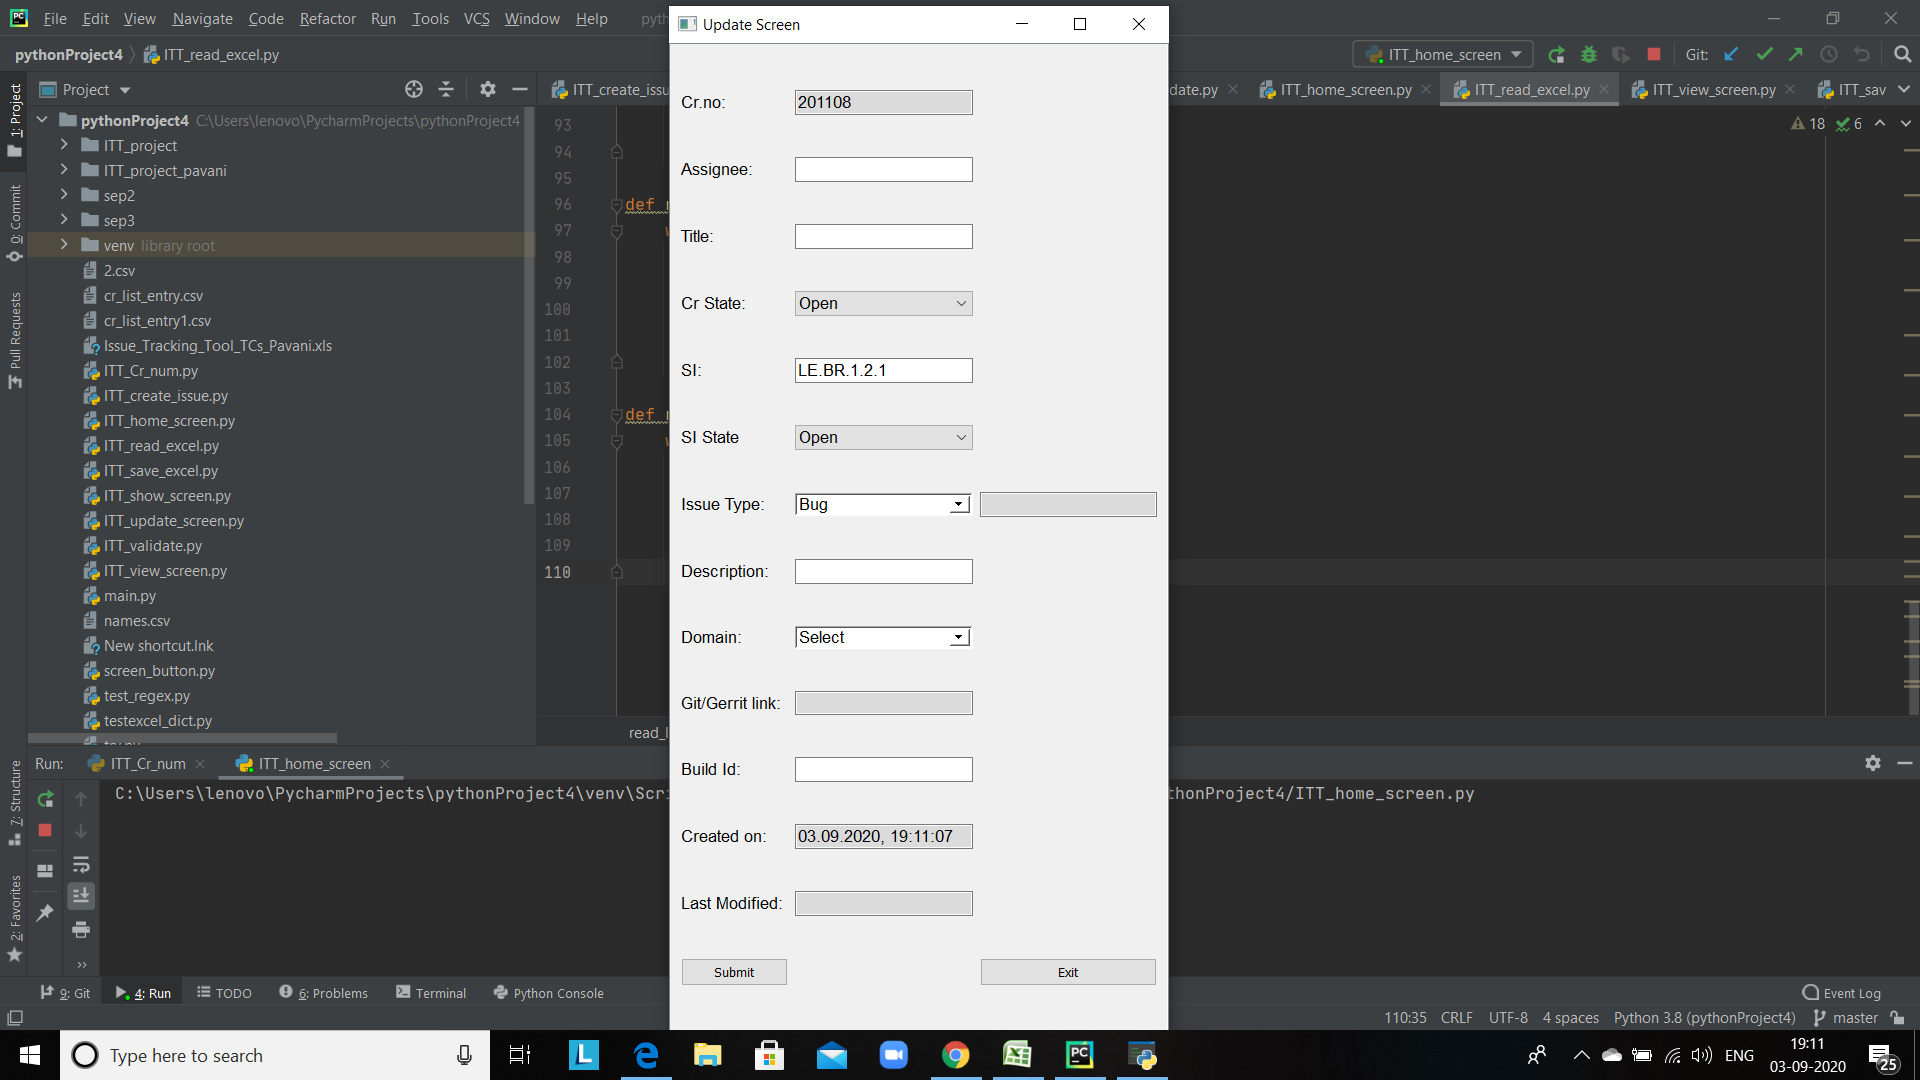 File Edit View Navigate Code Refactor Run Tools VCS Window Help
Update Screen
pythonProject4 ITT_read_excel.py
ITT_home_screen Git:
Project
ITT_home_screen.py ITT_read_excel.py ITT_view_screen.py
1: Project
0: Commit
Pull Requests
7: Structure
2: Favorites
pythonProject4 C:\Users\lenovo\PycharmProjects\pythonProject4
ITT_project
ITT_project_pavani
sep2
sep3
venv library root
2.csv
cr_list_entry.csv
cr_list_entry1.csv
Issue_Tracking_Tool_TCs_Pavani.xls
ITT_Cr_num.py
ITT_create_issue.py
ITT_home_screen.py
ITT_read_excel.py
ITT_save_excel.py
ITT_show_screen.py
ITT_update_screen.py
ITT_validate.py
ITT_view_screen.py
main.py
names.csv
New shortcut.lnk
screen_button.py
test_regex.py
testexcel_dict.py
93
94
95
96 def
97
98
99
100
101
102
103
104 def
105
106
107
108
109
110
18 6
Cr.no: 201108
Assignee:
Title:
Cr State: Open
SI: LE.BR.1.2.1
SI State Open
Issue Type: Bug
Description:
Domain: Select
Git/Gerrit link:
Build Id:
Created on: 03.09.2020, 19:11:07
Last Modified:
Submit Exit
Run: ITT_Cr_num ITT_home_screen
C:\Users\lenovo\PycharmProjects\pythonProject4\venv\Scri thonProject4/ITT_home_screen.py
9: Git 4: Run TODO 6: Problems Terminal Python Console Event Log
110:35 CRLF UTF-8 4 spaces Python 3.8 (pythonProject4) master
Type here to search
L
PC
ENG
19:11
03-09-2020
25